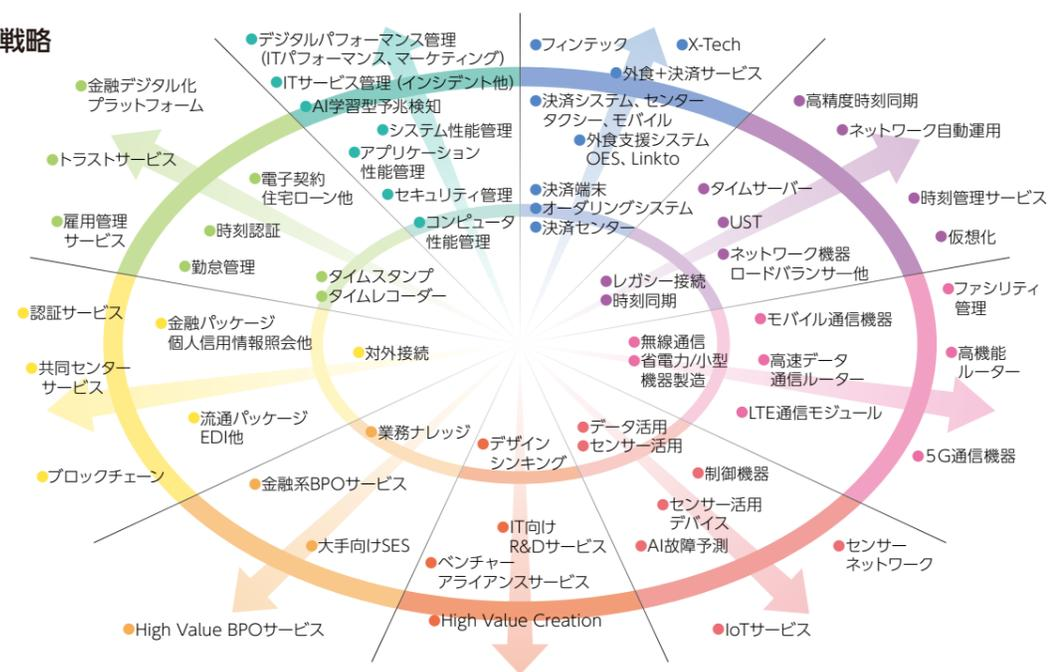 戦略
デジタルパフォーマンス管理
(ITパフォーマンス、マーケティング)
ITサービス管理 (インシデント他)
AI学習型予兆検知
システム性能管理
アプリケーション
性能管理
セキュリティ管理
コンピュータ
性能管理
フィンテック
X-Tech
外食+決済サービス
決済システム、センター
タクシー、モバイル
外食支援システム
OES、Linkto
決済端末
オーダリングシステム
決済センター
高精度時刻同期
ネットワーク自動運用
タイムサーバー
時刻管理サービス
UST
仮想化
ネットワーク機器
ロードバランサー他
レガシー接続
時刻同期
ファシリティ
管理
モバイル通信機器
無線通信
省電力/小型
機器製造
高速データ
通信ルーター
高機能
ルーター
LTE通信モジュール
5G通信機器
データ活用
センサー活用
制御機器
センサー活用
デバイス
AI故障予測
センサー
ネットワーク
IoTサービス
デザイン
シンキング
IT向け
R&Dサービス
ベンチャー
アライアンスサービス
High Value Creation
業務ナレッジ
金融系BPOサービス
大手向けSES
High Value BPOサービス
対外接続
金融パッケージ
個人信用情報照会他
流通パッケージ
EDI他
認証サービス
共同センター
サービス
ブロックチェーン
タイムスタンプ
タイムレコーダー
電子契約
住宅ローン他
時刻認証
勤怠管理
金融デジタル化
プラットフォーム
トラストサービス
雇用管理
サービス